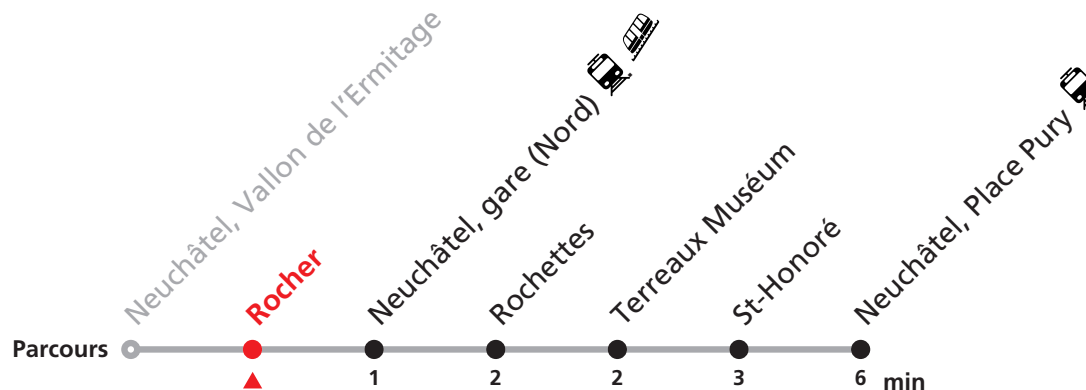 Neuchâtel, Vallon de l'Ermitage
Rocher
Neuchâtel, gare (Nord)
Rochettes
Terreaux Muséum
St-Honoré
Neuchâtel, Place Pury
Parcours
1 2 2 3 6 min